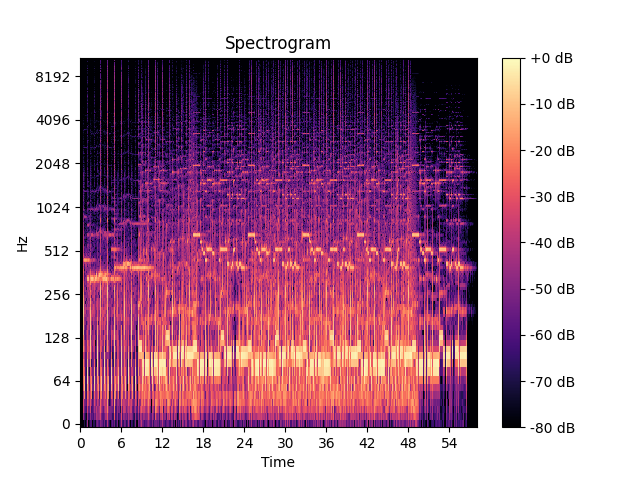 Spectrogram
Hz
8192
4096
2048
1024
512
256
128
64
0
0 6 12 18 24 30 36 42 48 54
Time
+0 dB
-10 dB
-20 dB
-30 dB
-40 dB
-50 dB
-60 dB
-70 dB
-80 dB